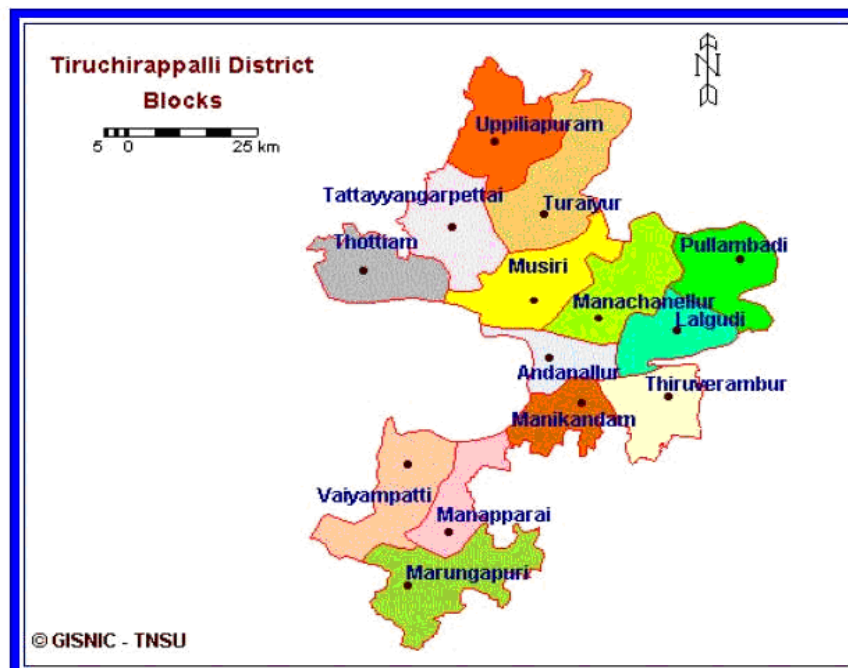 Tiruchirappalli District
Blocks
N
5 0 25 km
Uppiliapuram
Tattayyangarpettai
Turaiyur
Thottiam
Musiri
Pullambadi
Manachanellur
Lalgudi
Andanallur
Thiruverambur
Manikandam
Vaiyampatti
Manapparai
Marungapuri
© GISNIC - TNSU